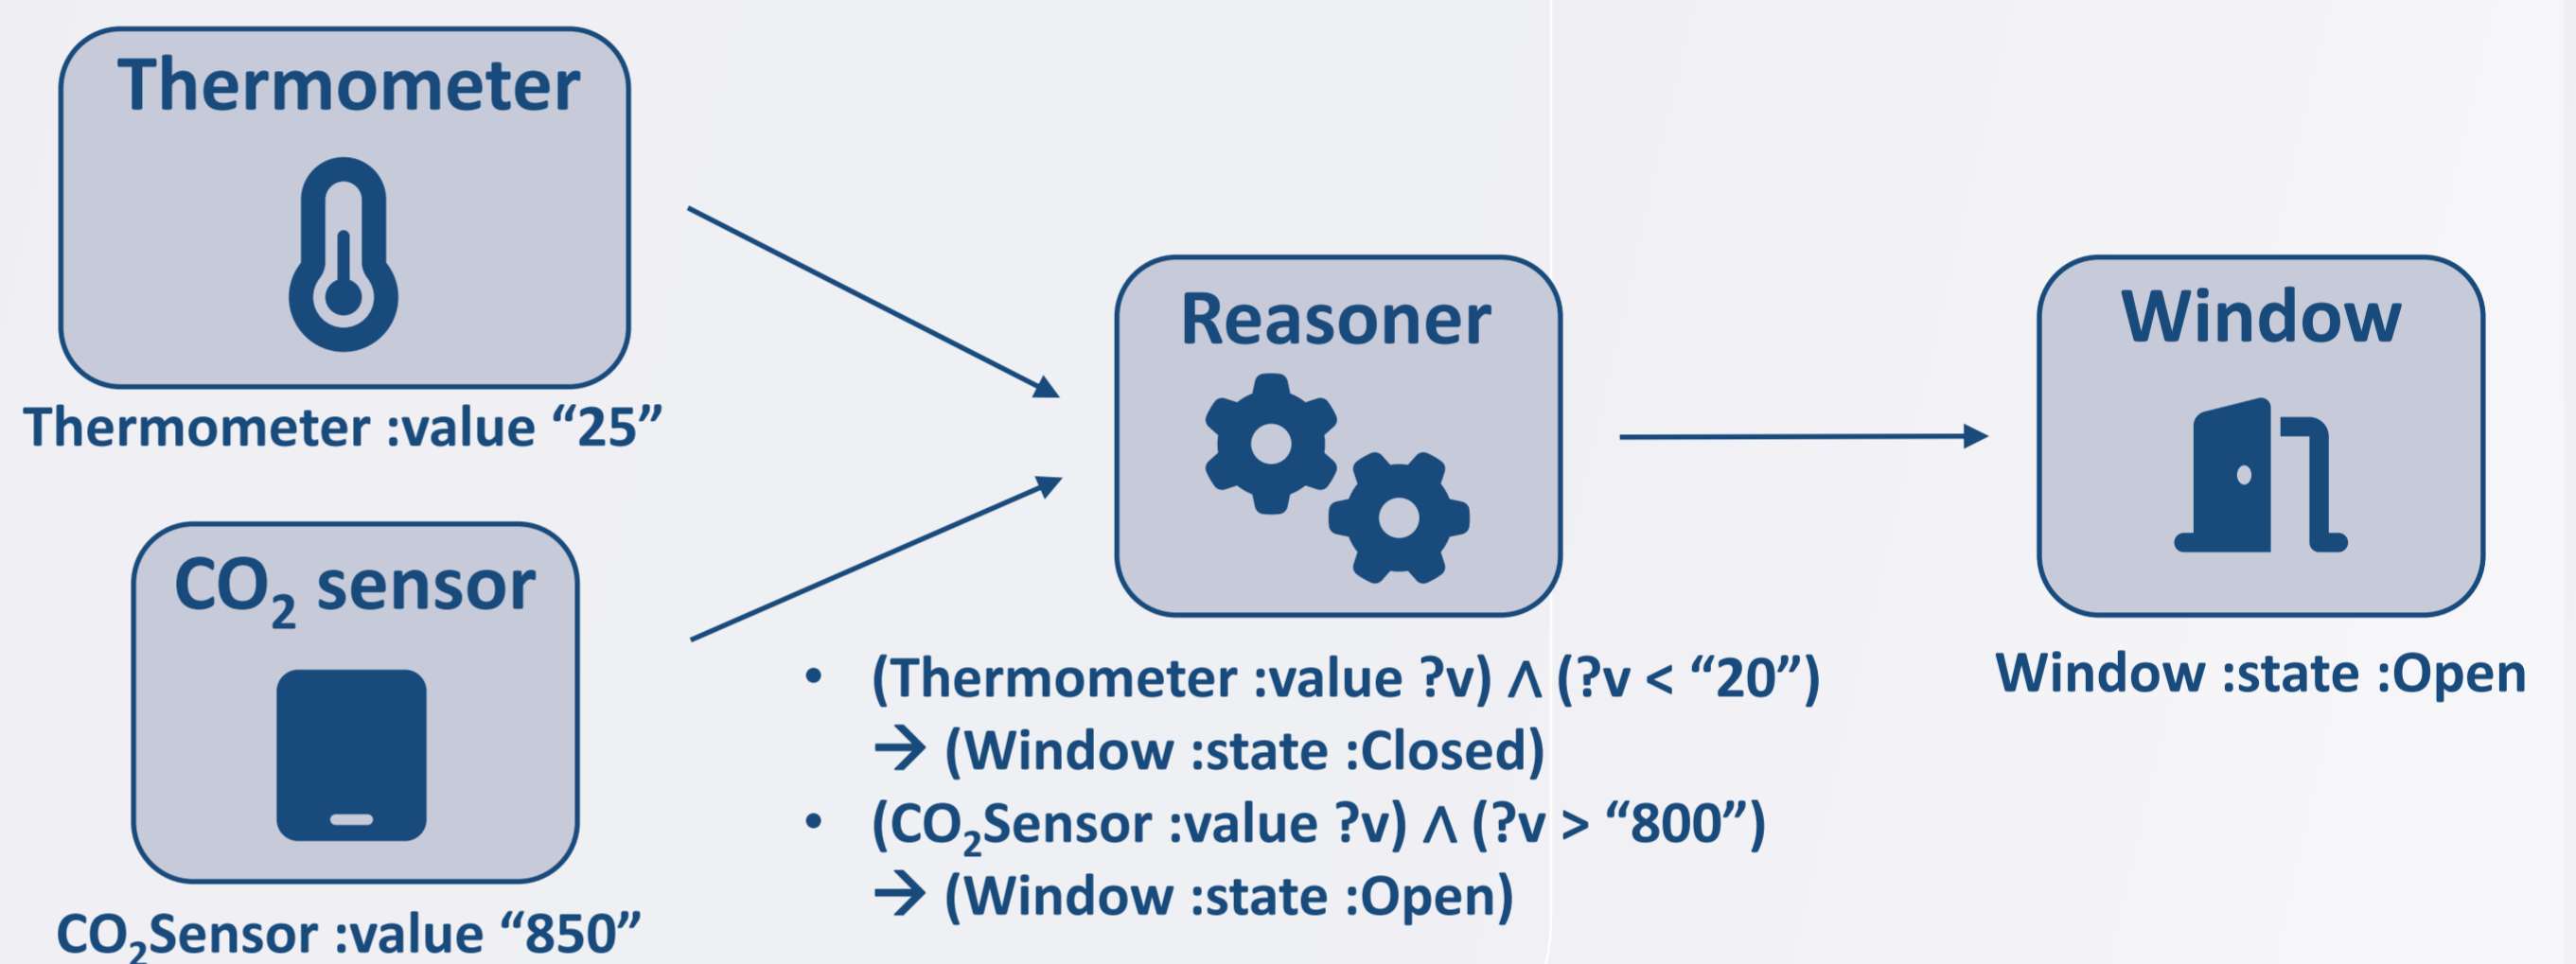 Thermometer
Thermometer :value “25”
CO₂ sensor
CO₂Sensor :value “850”
Reasoner
• (Thermometer :value ?v) ∧ (?v < “20”)
→ (Window :state :Closed)
• (CO₂Sensor :value ?v) ∧ (?v > “800”)
→ (Window :state :Open)
Window
Window :state :Open